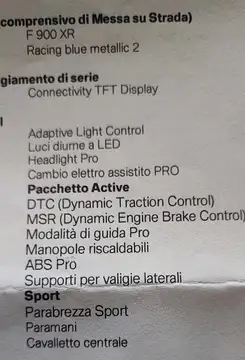 comprensivo di Messa su Strada)
F 900 XR
Racing blue metallic 2
giamento di serie
Connectivity TFT Display
Adaptive Light Control
Luci diurne a LED
Headlight Pro
Cambio elettro assistito PRO
Pacchetto Active
DTC (Dynamic Traction Control)
MSR (Dynamic Engine Brake Control)
Modalità di guida Pro
Manopole riscaldabili
ABS Pro
Supporti per valigie laterali
Sport
Parabrezza Sport
Paramani
Cavalletto centrale